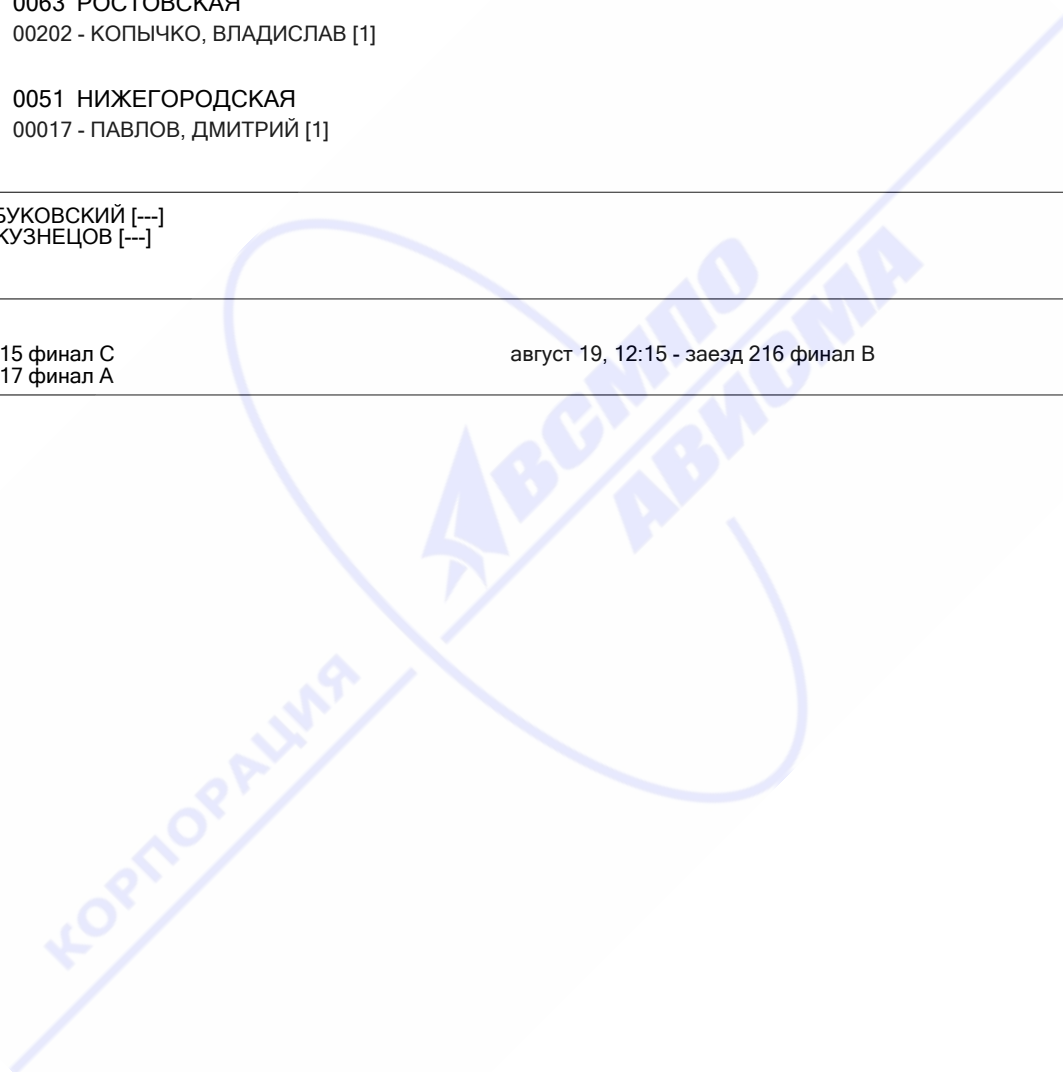 0063 РОСТОВСКАЯ
00202 - КОПЫЧКО, ВЛАДИСЛАВ [1]
0051 НИЖЕГОРОДСКАЯ
00017 - ПАВЛОВ, ДМИТРИЙ [1]
БУКОВСКИЙ [---]
КУЗНЕЦОВ [---]
15 финал C август 19, 12:15 - заезд 216 финал B
17 финал A
ВСМПО
АВИСМА
КОРПОРАЦИЯ